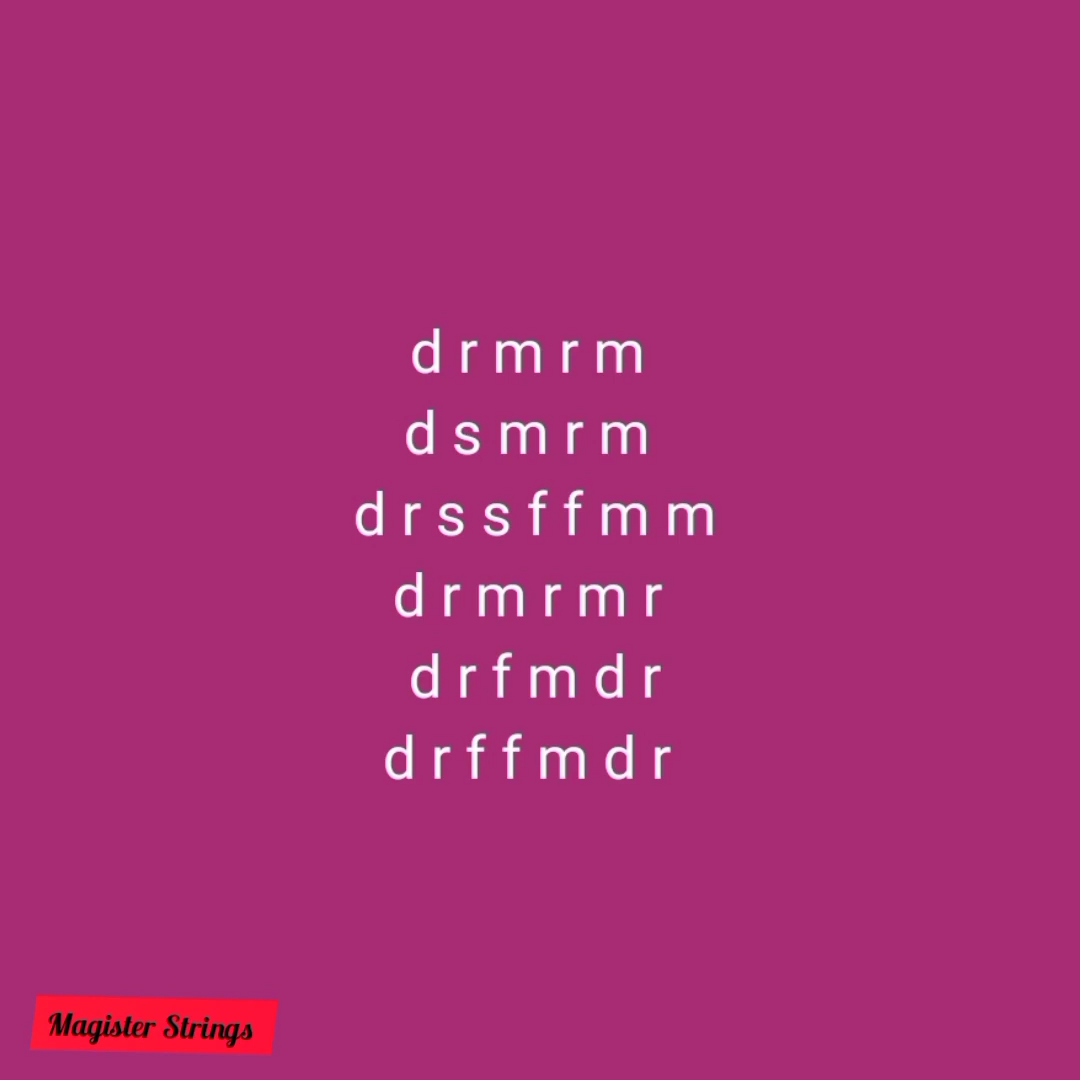 d r m r m
d s m r m
d r s s f f m m
d r m r m r
d r f m d r
d r f f m d r
Magister Strings